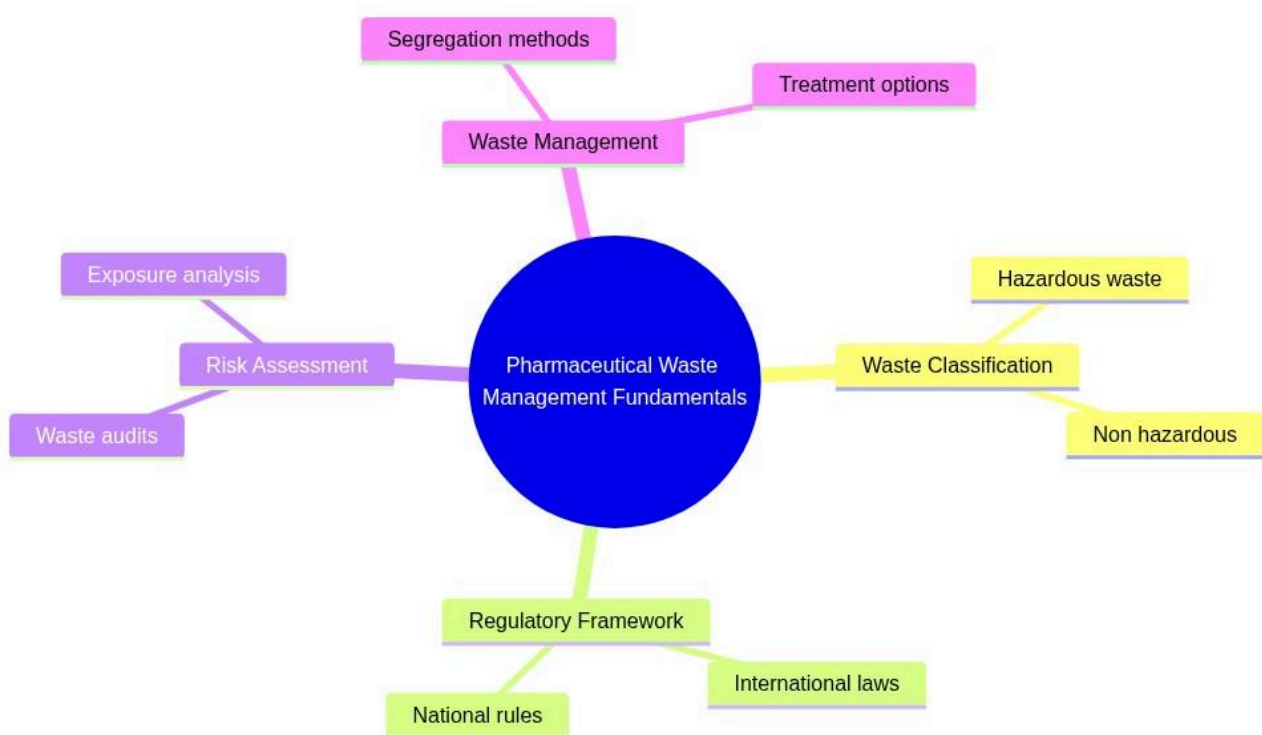 Segregation methods
Treatment options
Waste Management
Exposure analysis
Hazardous waste
Risk Assessment
Pharmaceutical Waste
Management Fundamentals
Waste Classification
Waste audits
Non hazardous
Regulatory Framework
International laws
National rules